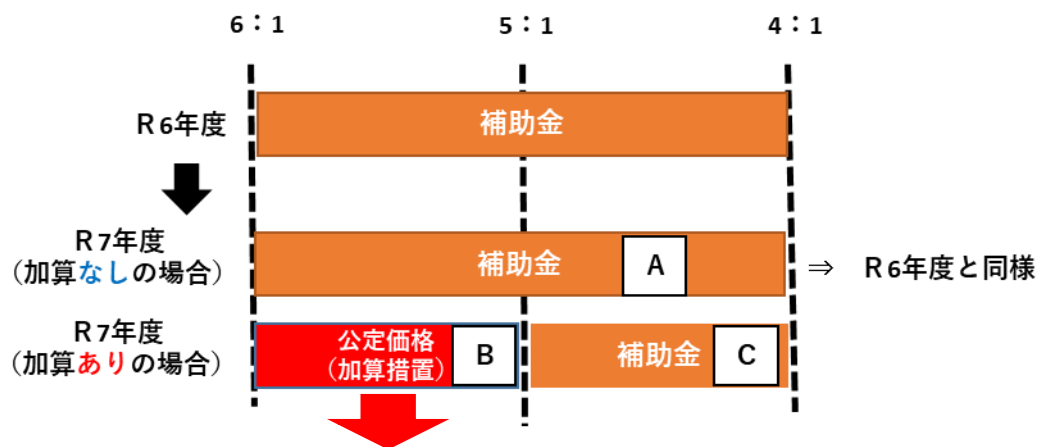 6：1
5：1
4：1
R6年度
補助金
R7年度
（加算なしの場合）
補助金
A
⇒ R6年度と同様
R7年度
（加算ありの場合）
公定価格
（加算措置）
B
補助金
C